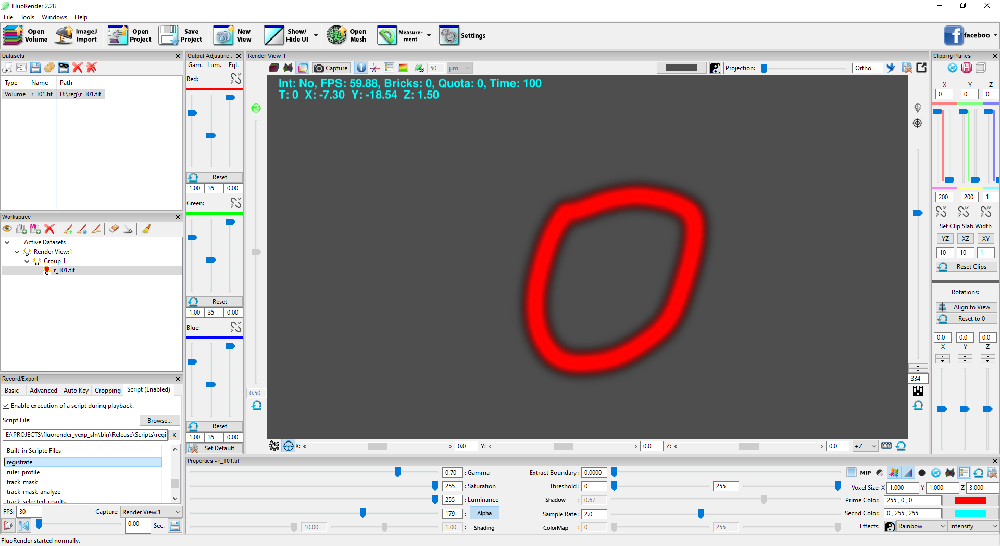 FluoRender 2.28
File Tools Windows Help
Open Volume
ImageJ Import
Open Project
Save Project
New View
Show/ Hide UI
Open Mesh
Measure-ment
Settings
faceboo
Datasets
Type Name Path
Volume r_T01.tif D:\reg\r_T01.tif
Workspace
Active Datasets
Render View:1
Group 1
r_T01.tif
Record/Export
Basic Advanced Auto Key Cropping Script (Enabled)
Enable execution of a script during playback.
Script File: Browse...
E:\PROJECTS\fluorender_yexp_sln\bin\Release\Scripts\regi X
Built-in Scripte Files
registrate
ruler_profile
track_mask
track_mask_analyze
track_selected_results
FPS: 30 Capture: Render View:1
0.00 Sec.
FluoRender started normally.
Output Adjustme...
Gam. Lum. Eql.
Red:
Reset
1.00 35 0.00
Green:
Reset
1.00 35 0.00
Blue:
Reset
1.00 35 0.00
Set Default
Render View:1
Capture SB 50 µm Projection: Ortho
Int: No, FPS: 59.88, Bricks: 0, Quota: 0, Time: 100
T: 0 X: -7.30 Y: -18.54 Z: 1.50
0.50
1:1
334
45 X: < > 0.0 Y: < > 0.0 Z: < > 0.0 +Z 000
Properties - r_T01.tif
0.70 : Gamma Extract Boundary : 0.0000 MIP
255 : Saturation Threshold : 0 255 Voxel Size: X 1.000 Y 1.000 Z 3.000
255 : Luminance Shadow : 0.67 Prime Color: 255 , 0 , 0
179 : Alpha Sample Rate : 2.0 Secnd Color: 0 , 255 , 255
10.00 1.00 : Shading ColorMap : 0 255 Effects: Rainbow Intensity
Clipping Planes
X Y Z
0 0 0
200 200 1
Set Clip Slab Width
YZ XZ XY
10 10 1
Reset Clips
Rotations:
Align to View
Reset to 0
0.0 0.0 0.0
X Y Z